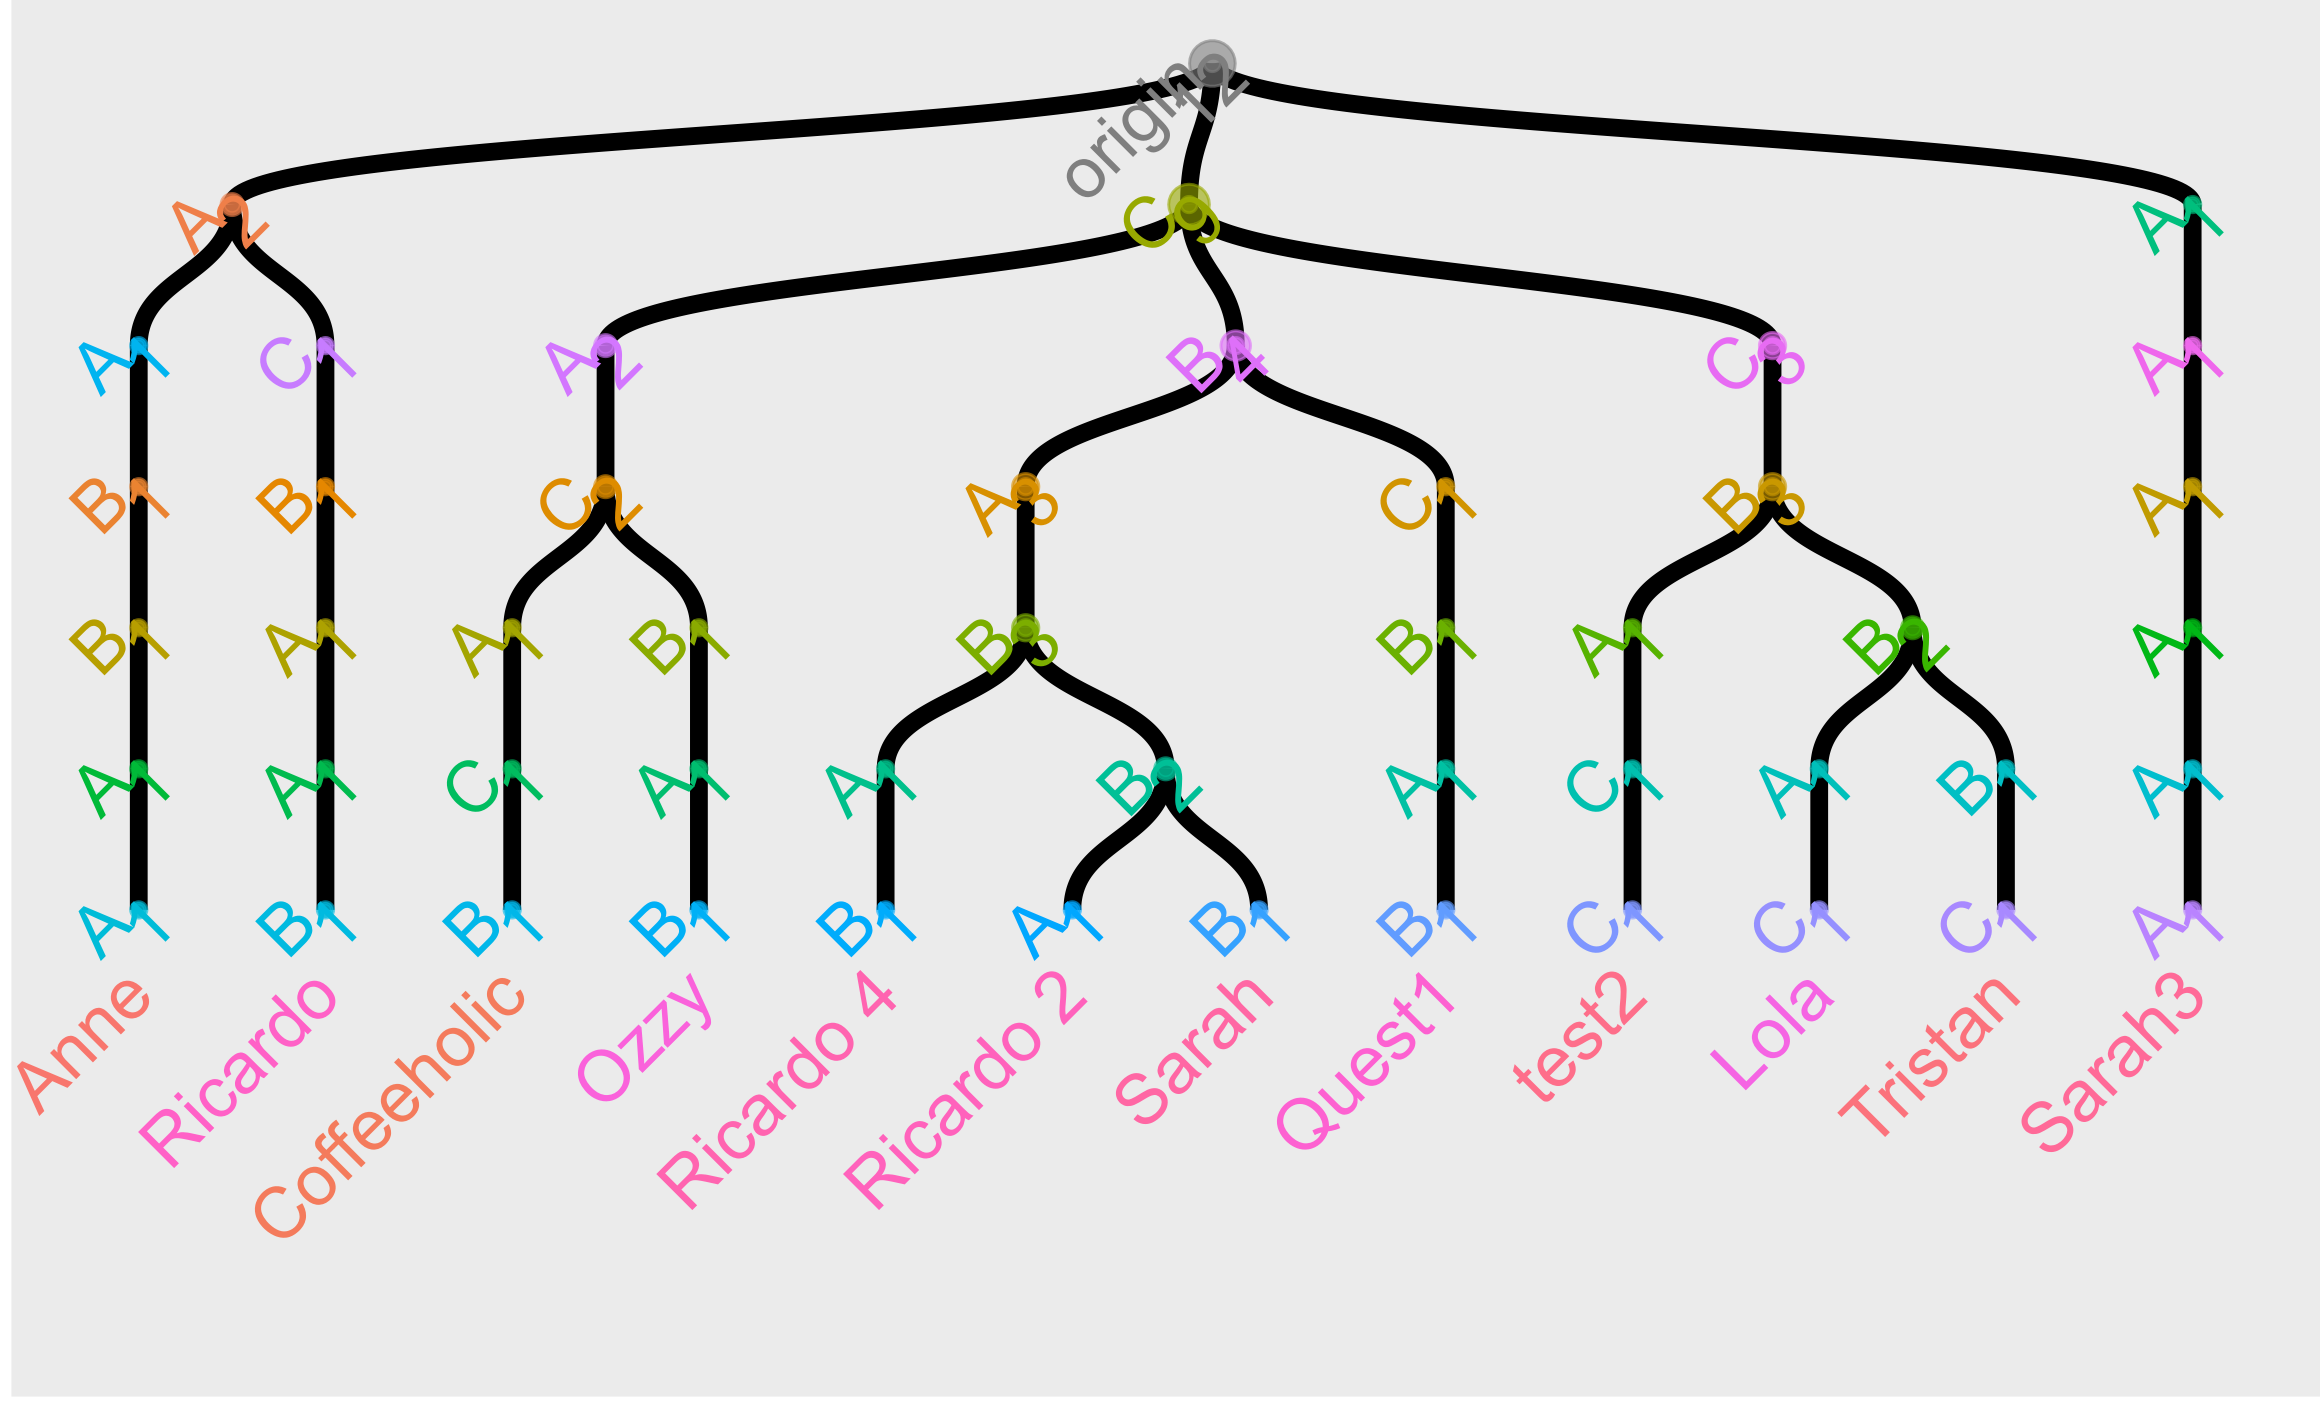 origin 12
A 2 C 9 A 1
A 1 C 1 A 2 B 4 C 3 A 1
B 1 B 1 C 2 A 3 C 1 B 3 A 1
B 1 A 1 A 1 B 1 B 3 B 1 A 1 B 2 A 1
A 1 A 1 C 1 A 1 A 1 B 2 A 1 C 1 A 1 B 1 A 1
A 1 B 1 B 1 B 1 B 1 A 1 B 1 B 1 C 1 C 1 C 1 A 1
Anne
Ricardo
Coffeeholic
Ozzy
Ricardo 4
Ricardo 2
Sarah
Quest1
test2
Lola
Tristan
Sarah3